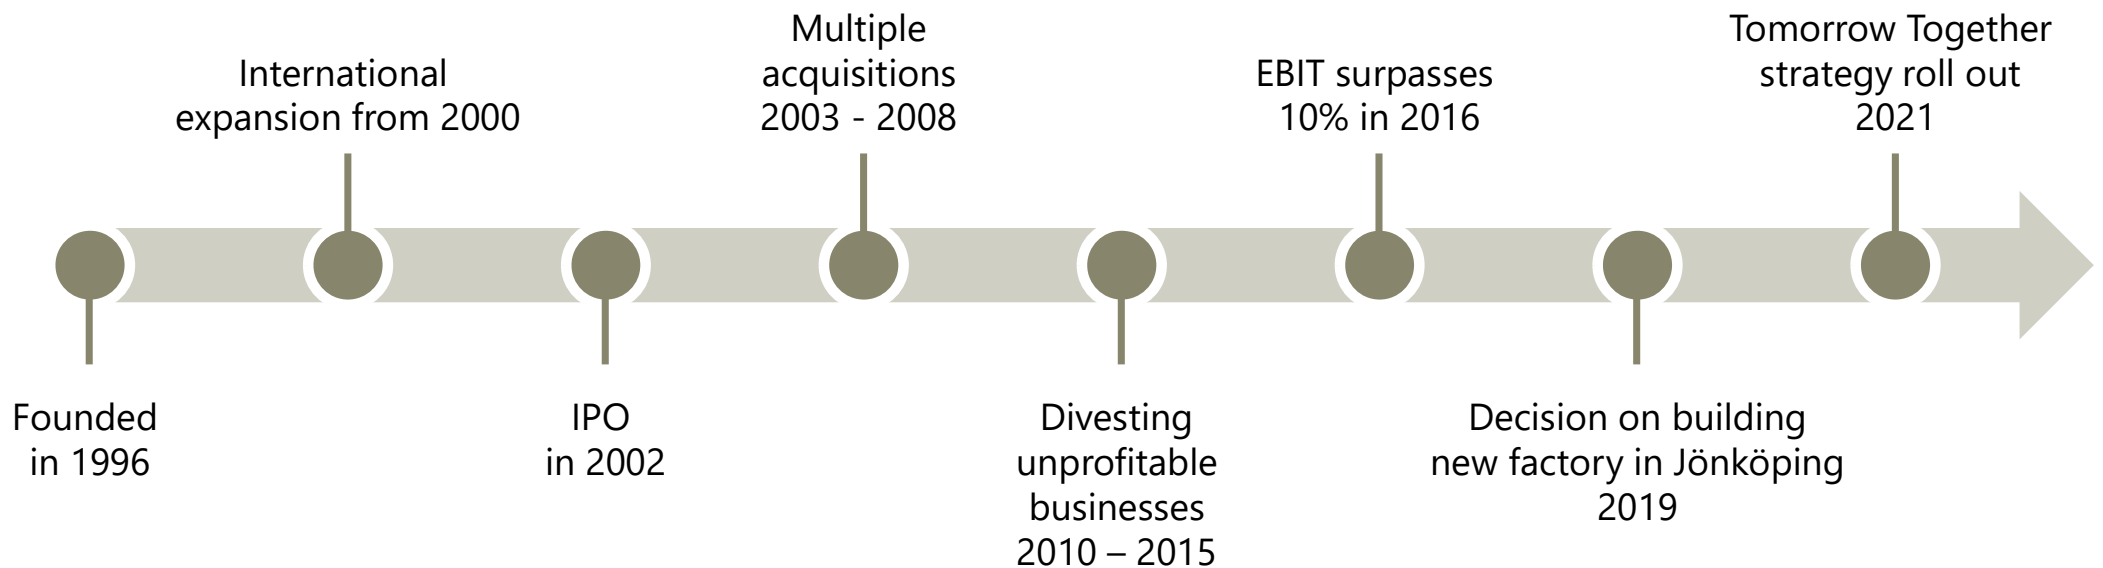 Founded
in 1996
International
expansion from 2000
IPO
in 2002
Multiple
acquisitions
2003 - 2008
Divesting
unprofitable
businesses
2010 – 2015
EBIT surpasses
10% in 2016
Decision on building
new factory in Jönköping
2019
Tomorrow Together
strategy roll out
2021